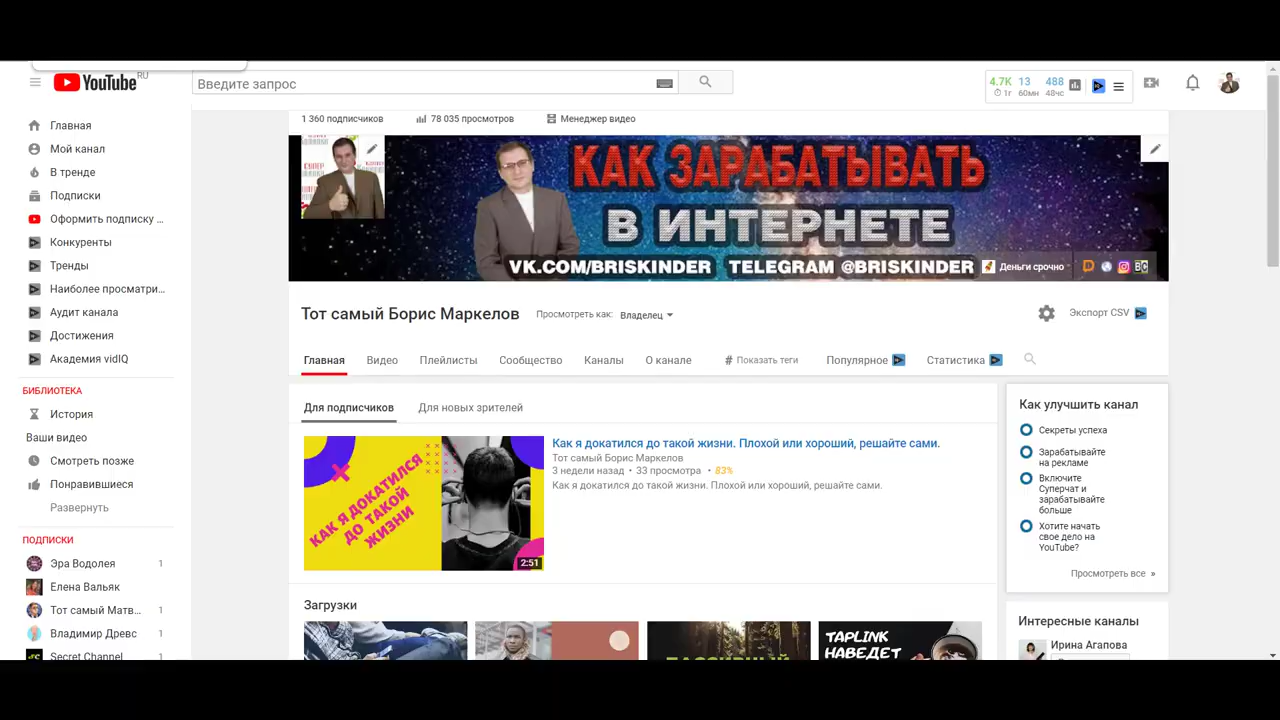 YouTube RU
Введите запрос
4.7K 13 488
1г 60мн 48чс
Главная
Мой канал
В тренде
Подписки
Оформить подписку ...
Конкуренты
Тренды
Наиболее просматри...
Аудит канала
Достижения
Академия vidIQ
БИБЛИОТЕКА
История
Ваши видео
Смотреть позже
Понравившиеся
Развернуть
ПОДПИСКИ
Эра Водолея 1
Елена Вальяк
Тот самый Матв... 1
Владимир Древс 1
Secret Channel 1
1 360 подписчиков 78 035 просмотров Менеджер видео
КАК ЗАРАБАТЫВАТЬ
В ИНТЕРНЕТЕ
VK.COM/BRISKINDER TELEGRAM @BRISKINDER
Деньги срочно
Тот самый Борис Маркелов Просмотреть как: Владелец
Экспорт CSV
Главная Видео Плейлисты Сообщество Каналы О канале # Показать теги Популярное Статистика
Для подписчиков Для новых зрителей
КАК Я ДОКАТИЛСЯ
ДО ТАКОЙ
ЖИЗНИ
2:51
Как я докатился до такой жизни. Плохой или хороший, решайте сами.
Тот самый Борис Маркелов
3 недели назад • 33 просмотра • 83%
Как я докатился до такой жизни. Плохой или хороший, решайте сами.
Загрузки
TAPLINK
НАВЕДЕТ
Как улучшить канал
Секреты успеха
Зарабатывайте
на рекламе
Включите
Суперчат и
зарабатывайте
больше
Хотите начать
свое дело на
YouTube?
Просмотреть все »
Интересные каналы
Ирина Агапова